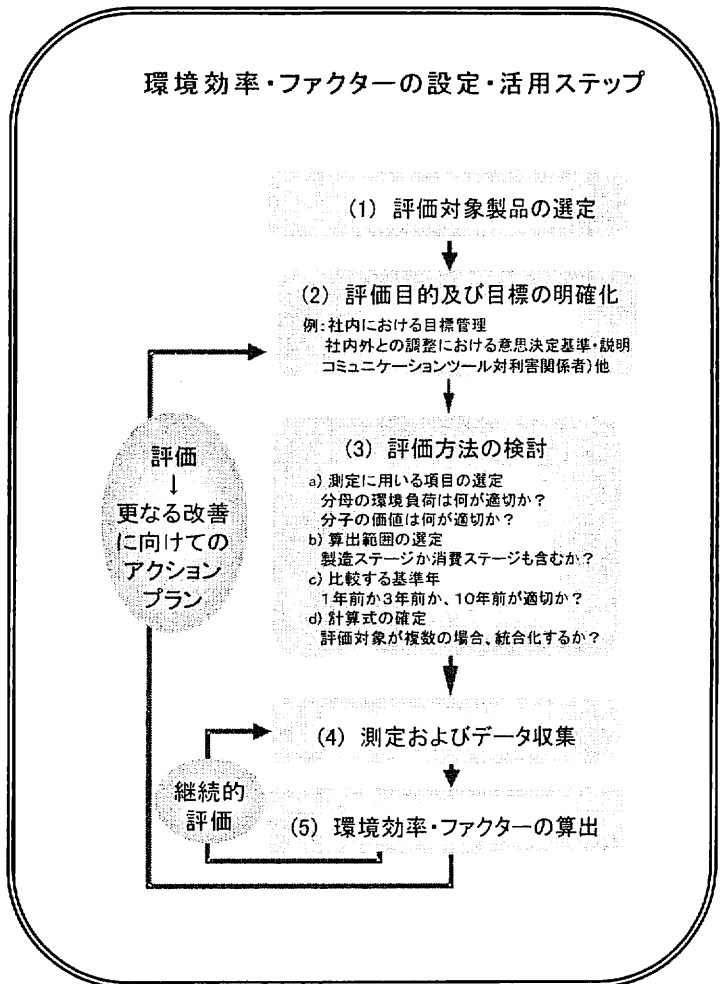 環境効率・ファクターの設定・活用ステップ
(1) 評価対象製品の選定
(2) 評価目的及び目標の明確化
例:社内における目標管理
社内外との調整における意思決定基準・説明
コミュニケーションツール対利害関係者)他
(3) 評価方法の検討
a) 測定に用いる項目の選定
分母の環境負荷は何が適切か?
分子の価値は何が適切か?
b) 算出範囲の選定
製造ステージか消費ステージも含むか?
c) 比較する基準年
1年前か3年前か、10年前が適切か?
d) 計算式の確定
評価対象が複数の場合、統合化するか?
評価
↓
更なる改善
に向けての
アクション
プラン
(4) 測定およびデータ収集
継続的
評価
(5) 環境効率・ファクターの算出